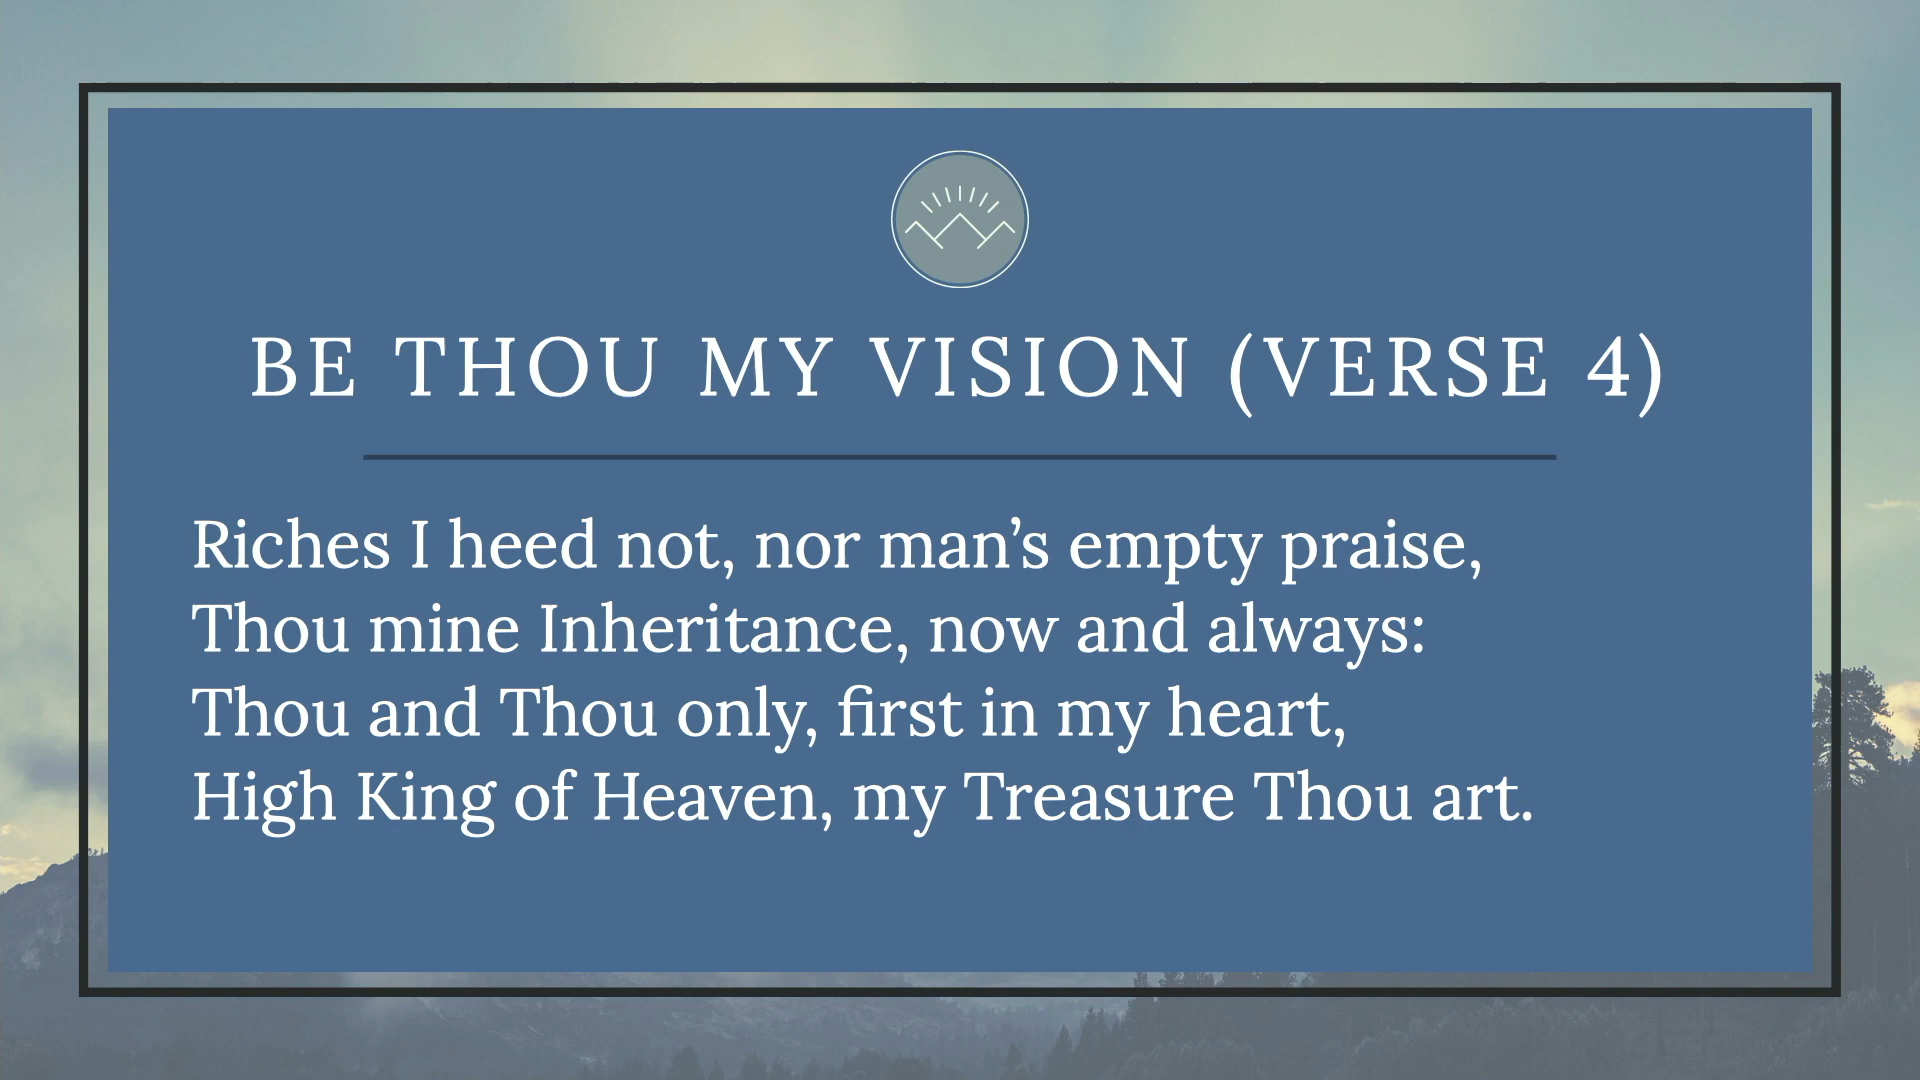 BE THOU MY VISION (VERSE 4)
Riches I heed not, nor man’s empty praise,
Thou mine Inheritance, now and always:
Thou and Thou only, first in my heart,
High King of Heaven, my Treasure Thou art.